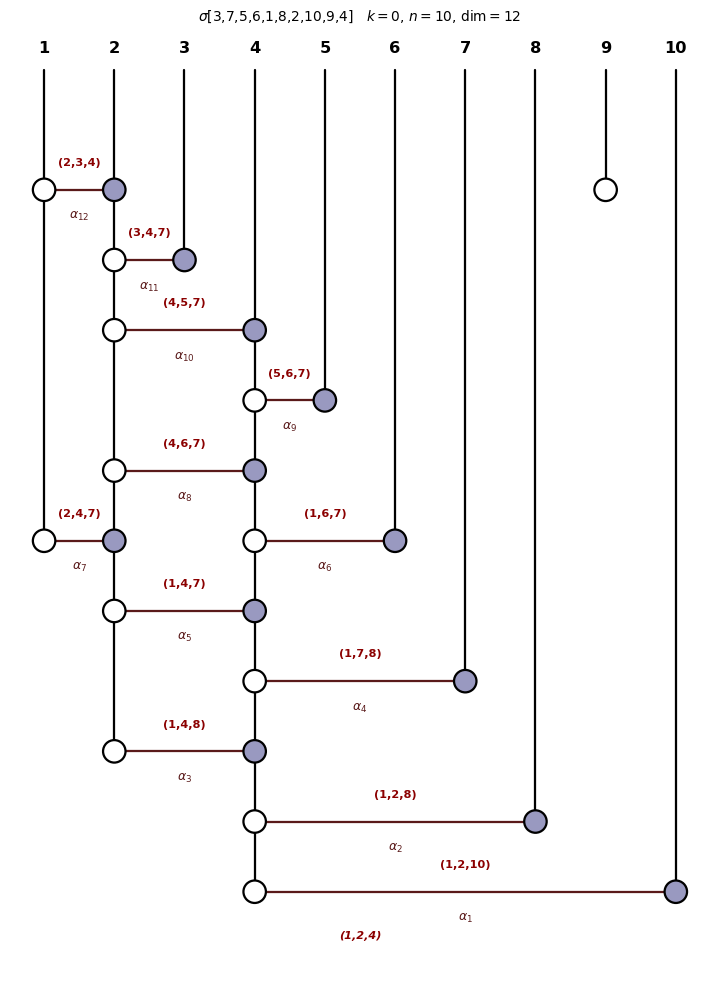 σ[3,7,5,6,1,8,2,10,9,4]   k = 0, n = 10, dim = 12
1 2 3 4 5 6 7 8 9 10
(2,3,4)
α₁₂
(3,4,7)
α₁₁
(4,5,7)
α₁₀
(5,6,7)
α₉
(4,6,7)
α₈
(2,4,7) (1,6,7)
α₇ α₆
(1,4,7)
α₅
(1,7,8)
α₄
(1,4,8)
α₃
(1,2,8)
α₂
(1,2,10)
α₁
(1,2,4)